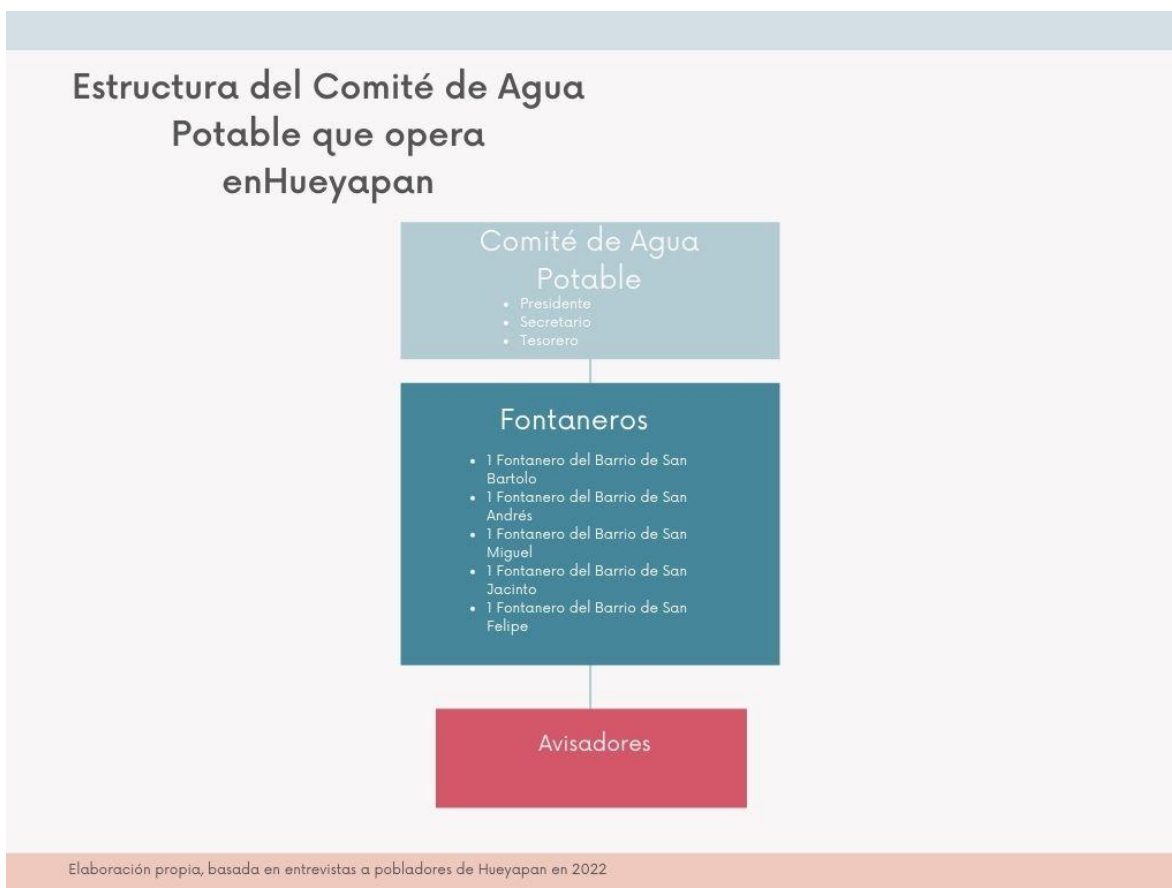 Estructura del Comité de Agua
Potable que opera
enHueyapan
Comité de Agua
Potable
• Presidente
• Secretario
• Tesorero
Fontaneros
• 1 Fontanero del Barrio de San
Bartolo
• 1 Fontanero del Barrio de San
Andrés
• 1 Fontanero del Barrio de San
Miguel
• 1 Fontanero del Barrio de San
Jacinto
• 1 Fontanero del Barrio de San
Felipe
Avisadores
Elaboración propia, basada en entrevistas a pobladores de Hueyapan en 2022